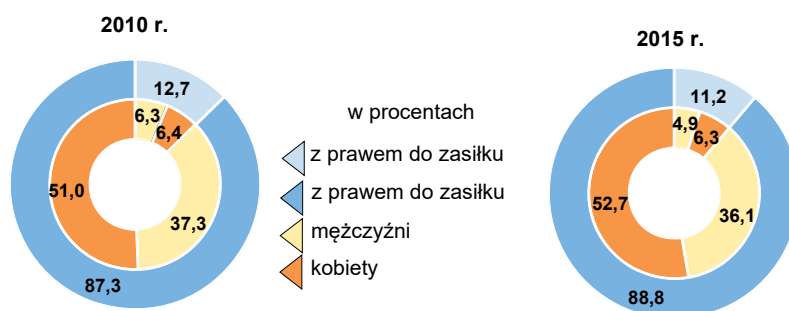 2010 r.
12,7
6,3
6,4
51,0
37,3
87,3
w procentach
z prawem do zasiłku
z prawem do zasiłku
mężczyźni
kobiety
2015 r.
11,2
4,9
6,3
52,7
36,1
88,8